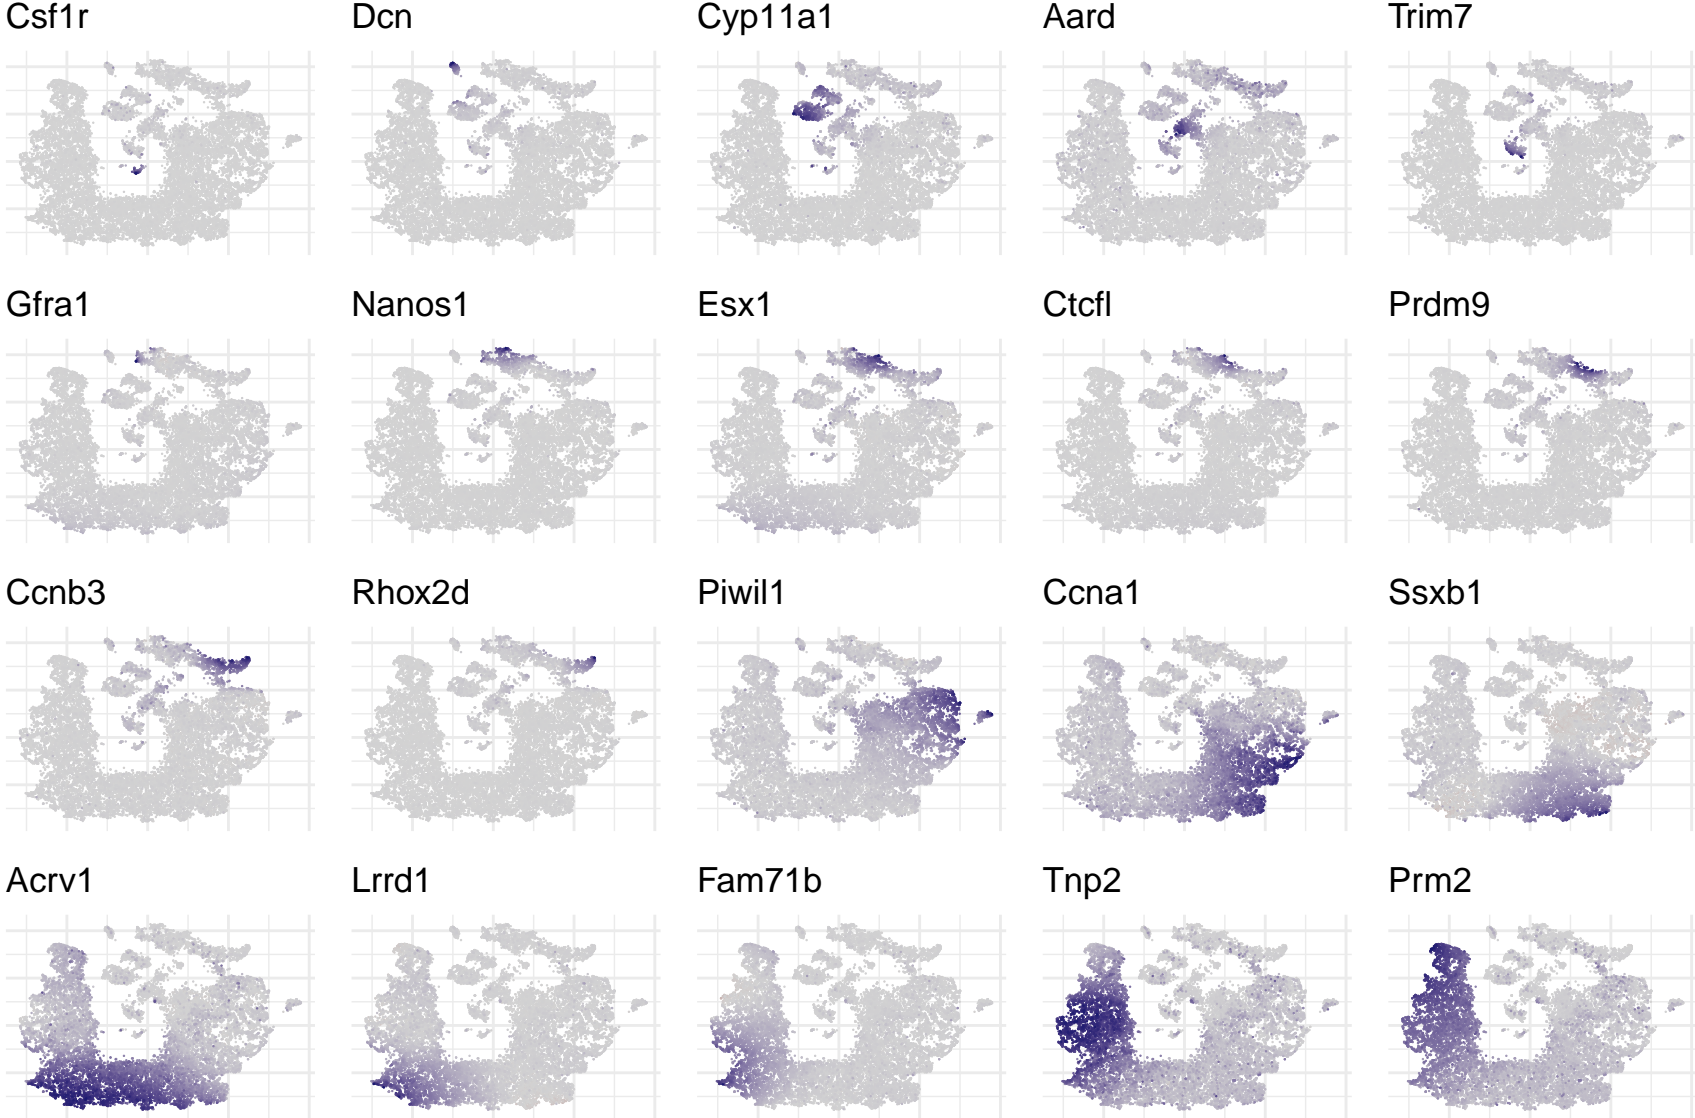 Csf1r Dcn Cyp11a1 Aard Trim7
Gfra1 Nanos1 Esx1 Ctcfl Prdm9
Ccnb3 Rhox2d Piwil1 Ccna1 Ssxb1
Acrv1 Lrrd1 Fam71b Tnp2 Prm2